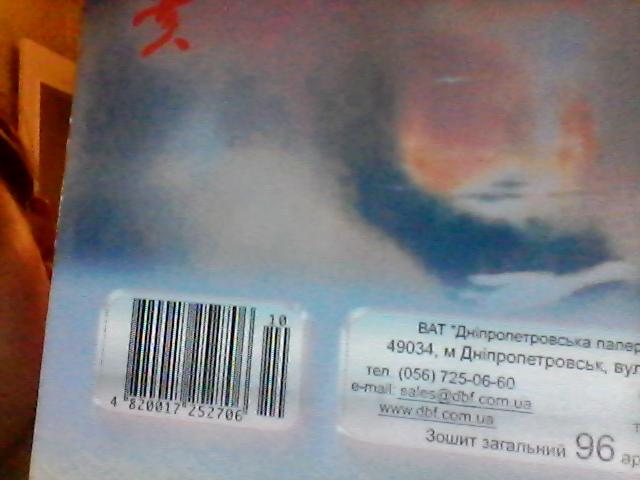 亥
10
4 820017 252706
ВАТ "Дніпропетровська
49034, м Дніпропетровськ, вул
тел. (056) 725-06-60
e-mail: sales@dbf.com.ua
www.dbf.com.ua
Зошит загальний 96